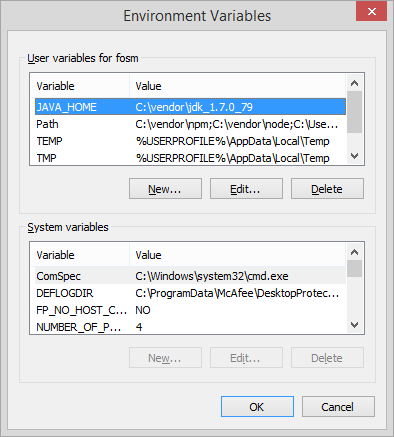 Environment Variables
User variables for fosm
Variable Value
JAVA_HOME C:\vendor\jdk_1.7.0_79
Path C:\vendor\npm;C:\vendor\node;C:\Use...
TEMP %USERPROFILE%\AppData\Local\Temp
TMP %USERPROFILE%\AppData\Local\Temp
New... Edit... Delete
System variables
Variable Value
ComSpec C:\Windows\system32\cmd.exe
DEFLOGDIR C:\ProgramData\McAfee\DesktopProtec...
FP_NO_HOST_C... NO
NUMBER_OF_P... 4
New... Edit... Delete
OK Cancel